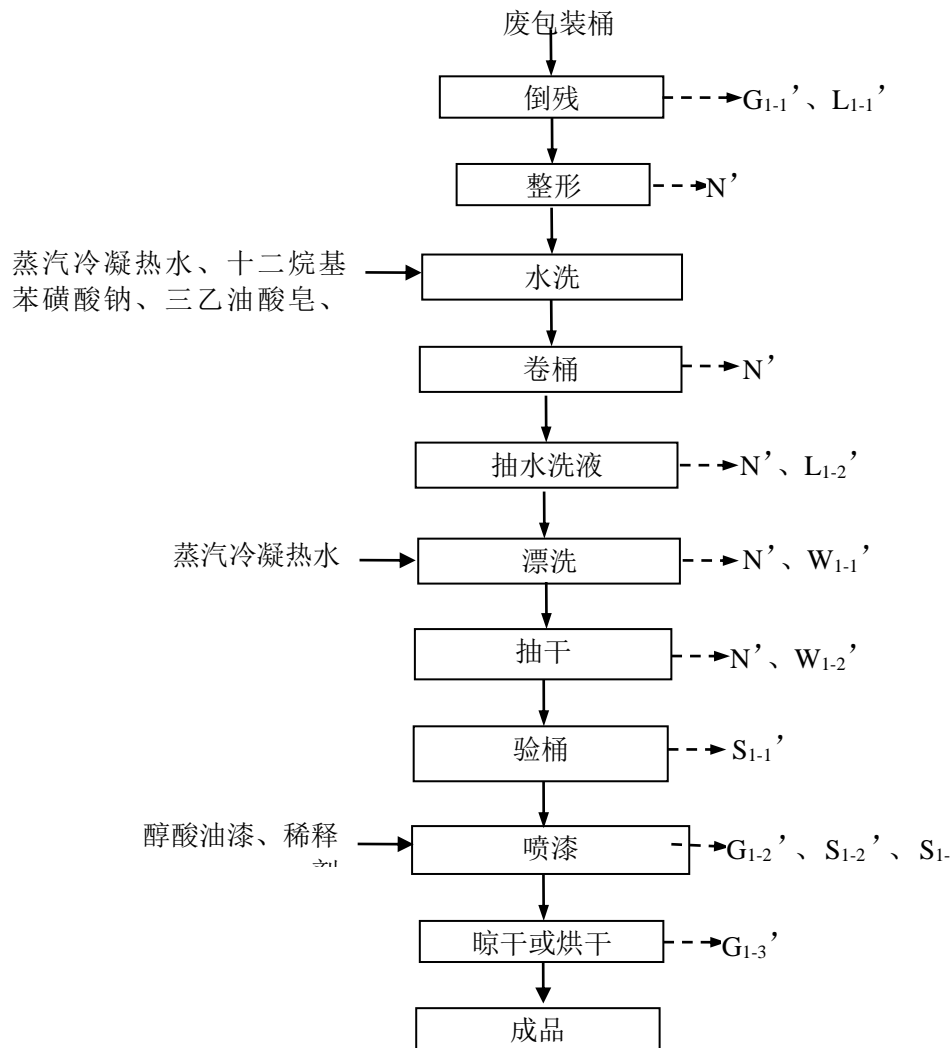 废包装桶
倒残
G1-1’、L1-1’
整形
N’
蒸汽冷凝热水、十二烷基
苯磺酸钠、三乙油酸皂、
水洗
卷桶
N’
抽水洗液
N’、L1-2’
蒸汽冷凝热水
漂洗
N’、W1-1’
抽干
N’、W1-2’
验桶
S1-1’
醇酸油漆、稀释
喷漆
G1-2’、S1-2’、S1-
晾干或烘干
G1-3’
成品